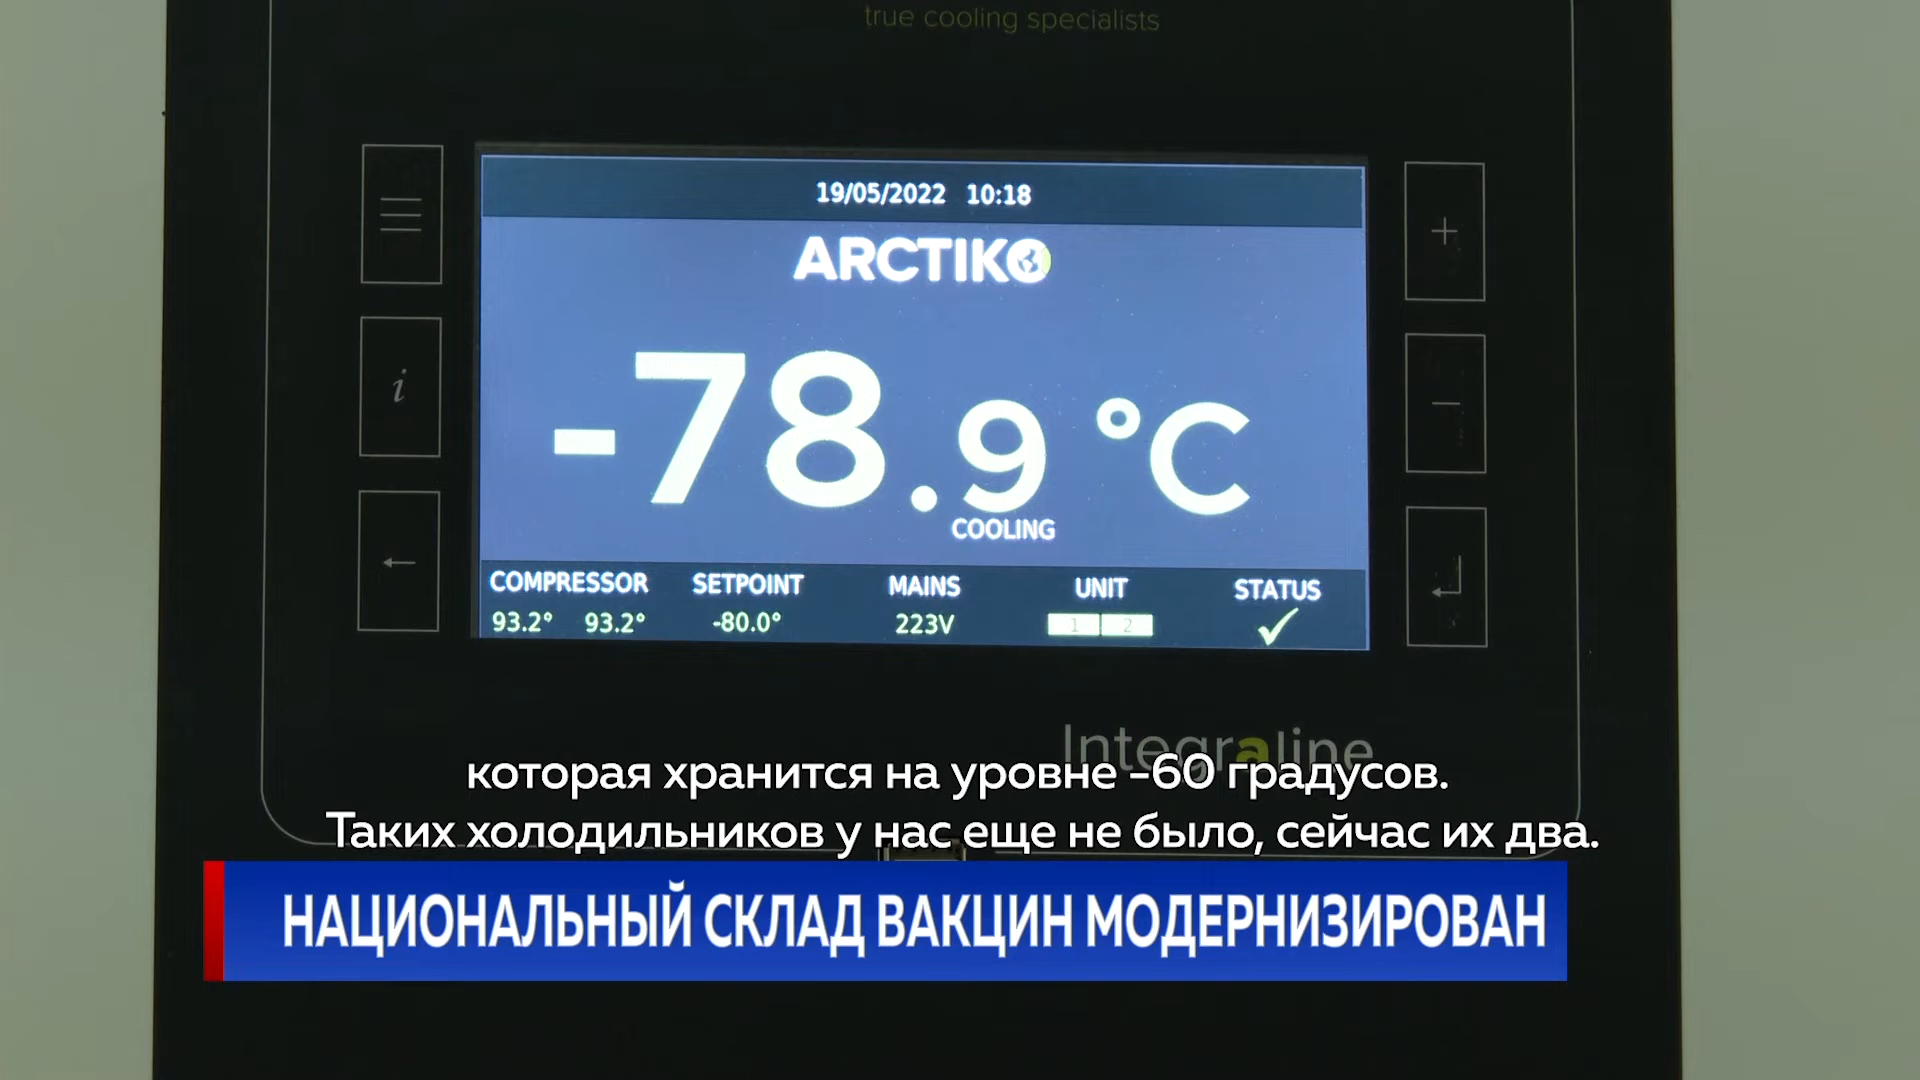 true cooling specialists
19/05/2022 10:18
ARCTIKO
i
-78.9 °C
COOLING
COMPRESSOR SETPOINT MAINS UNIT STATUS
93.2° 93.2° -80.0° 223V 1 2
Integraline
которая хранится на уровне -60 градусов.
Таких холодильников у нас еще не было, сейчас их два.
НАЦИОНАЛЬНЫЙ СКЛАД ВАКЦИН МОДЕРНИЗИРОВАН